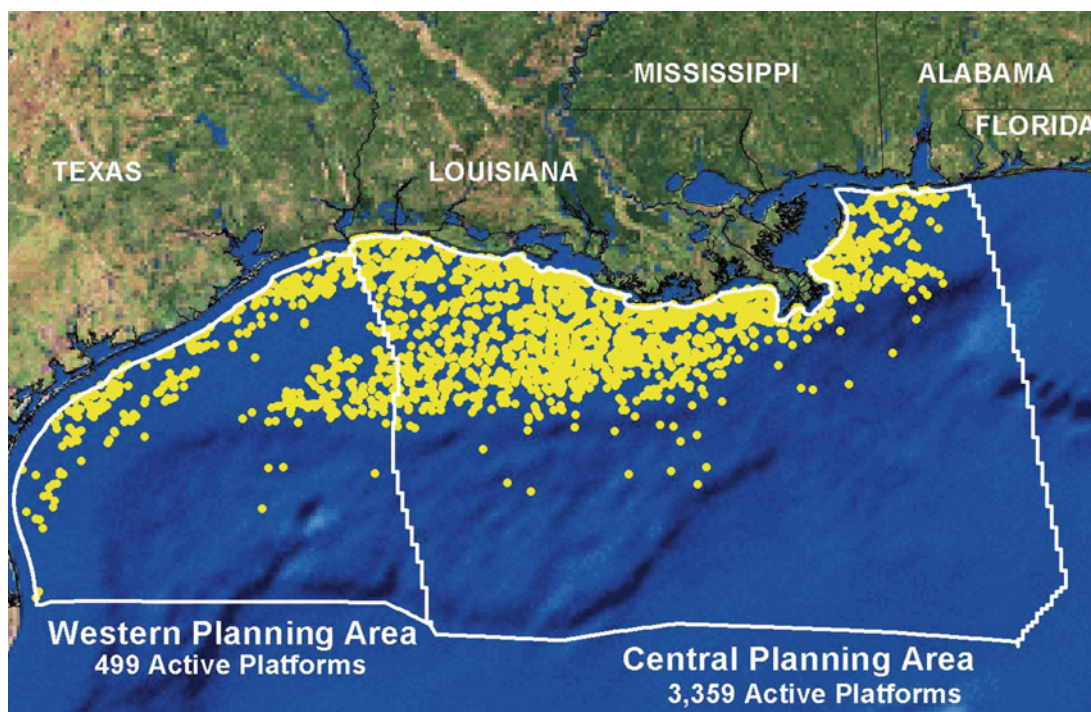 MISSISSIPPI
ALABAMA
FLORIDA
TEXAS
LOUISIANA
Western Planning Area
499 Active Platforms
Central Planning Area
3,359 Active Platforms